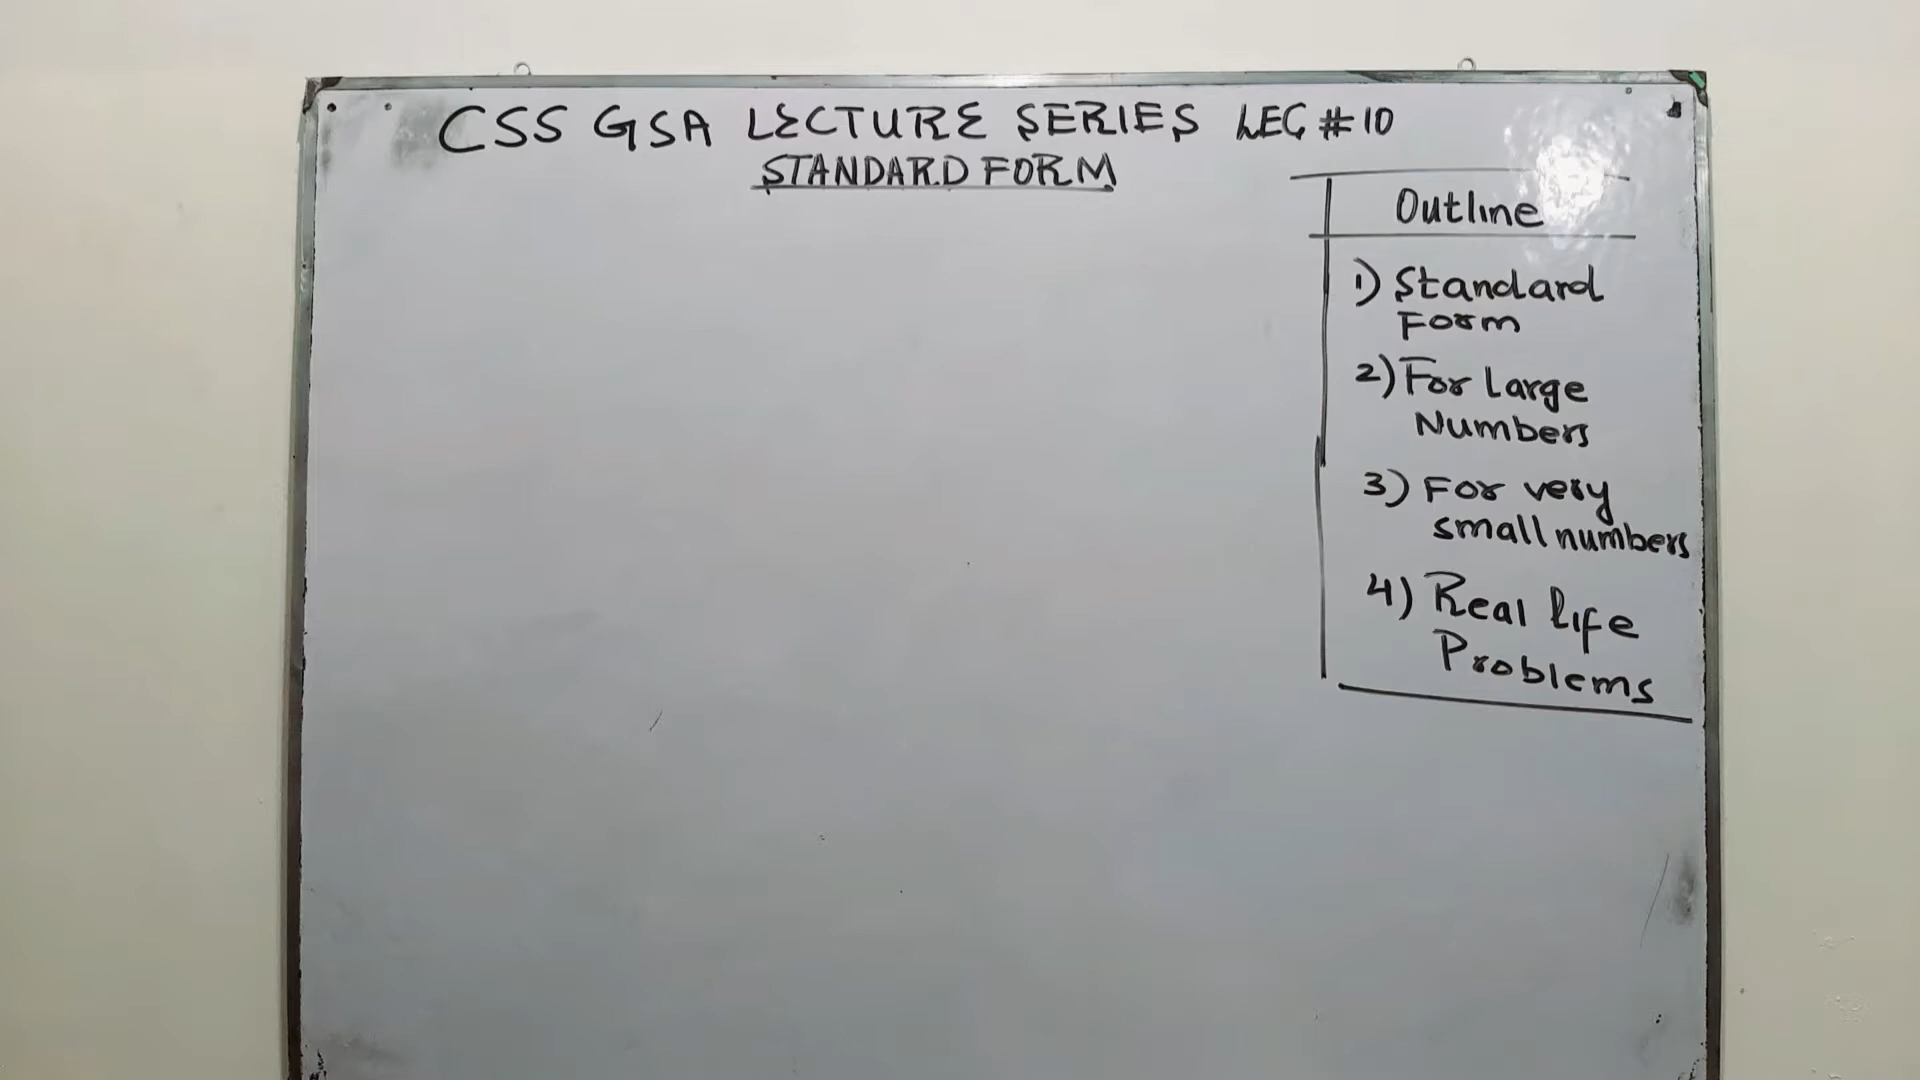 CSS GSA LECTURE SERIES LEC #10
STANDARD FORM
Outline
1) Standard
Form
2) For Large
Numbers
3) For very
small numbers
4) Real life
Problems